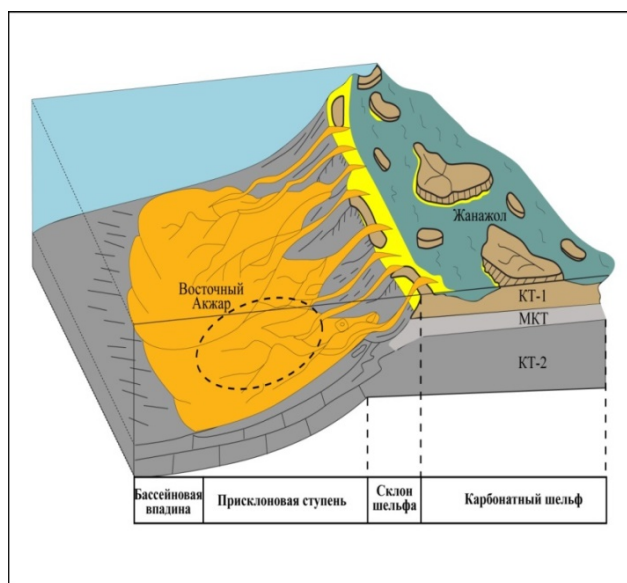 Жанажол
Восточный
Акжар
КТ-1
МКТ
КТ-2
Бассейновая
впадина
Присклоновая ступень
Склон
шельфа
Карбонатный шельф